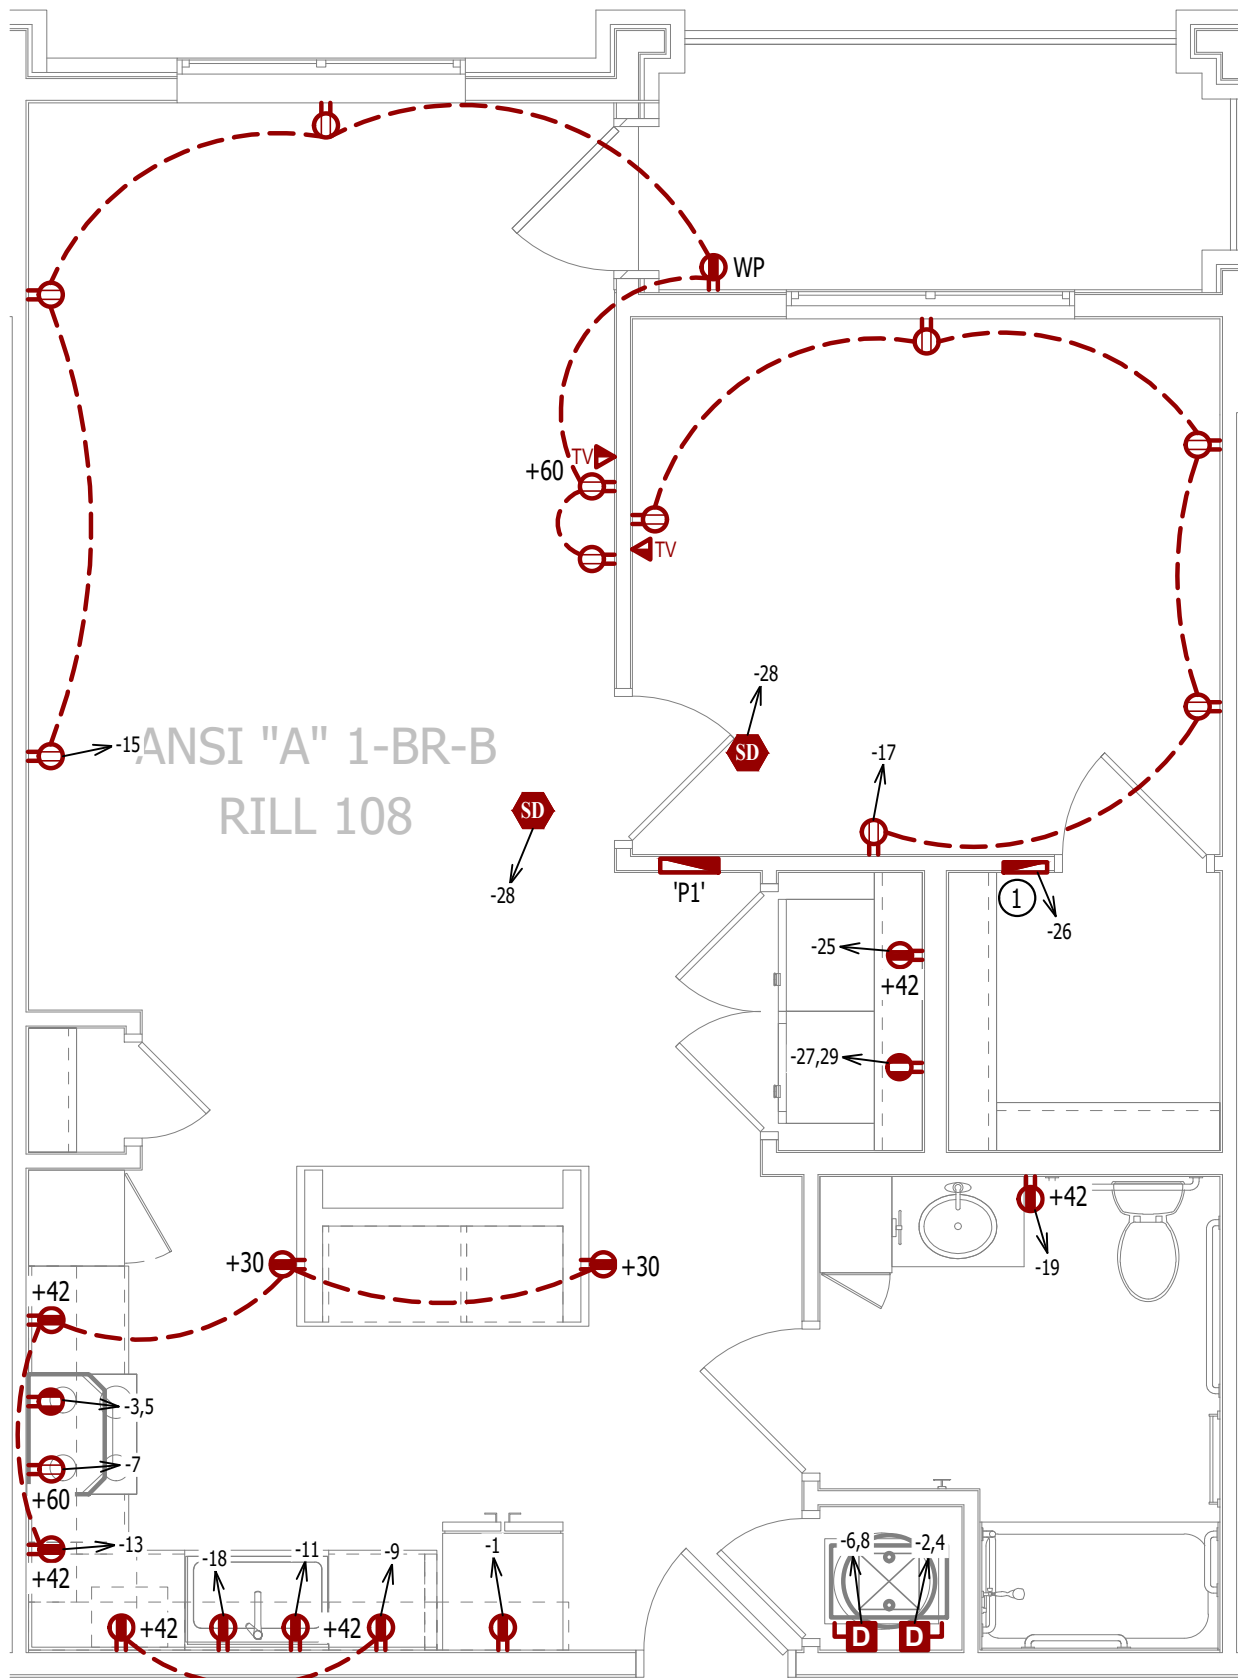 WP
TV
+60
TV
-28
-15
ANSI "A" 1-BR-B
RILL 108
SD
-17
SD
-28
'P1'
1
-26
-25
+42
-27,29
+42
-19
+30
+30
+42
-3,5
-7
+60
-13
+42
-18
-11
-9
-1
-6,8
-2,4
+42
+42
D
D